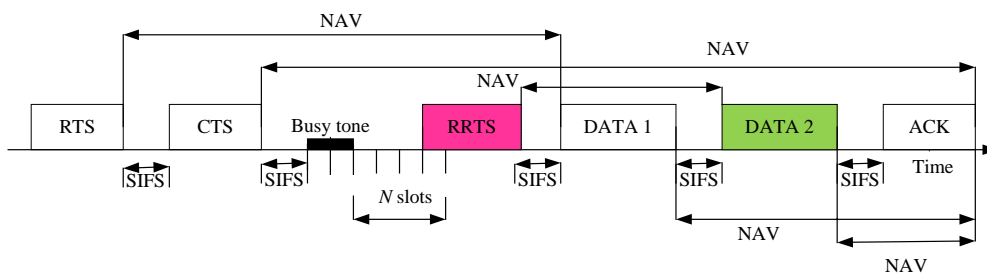 NAV
NAV
NAV
RTS
CTS
Busy tone
RRTS
DATA 1
DATA 2
ACK
Time
SIFS
SIFS
SIFS
SIFS
SIFS
N slots
NAV
NAV